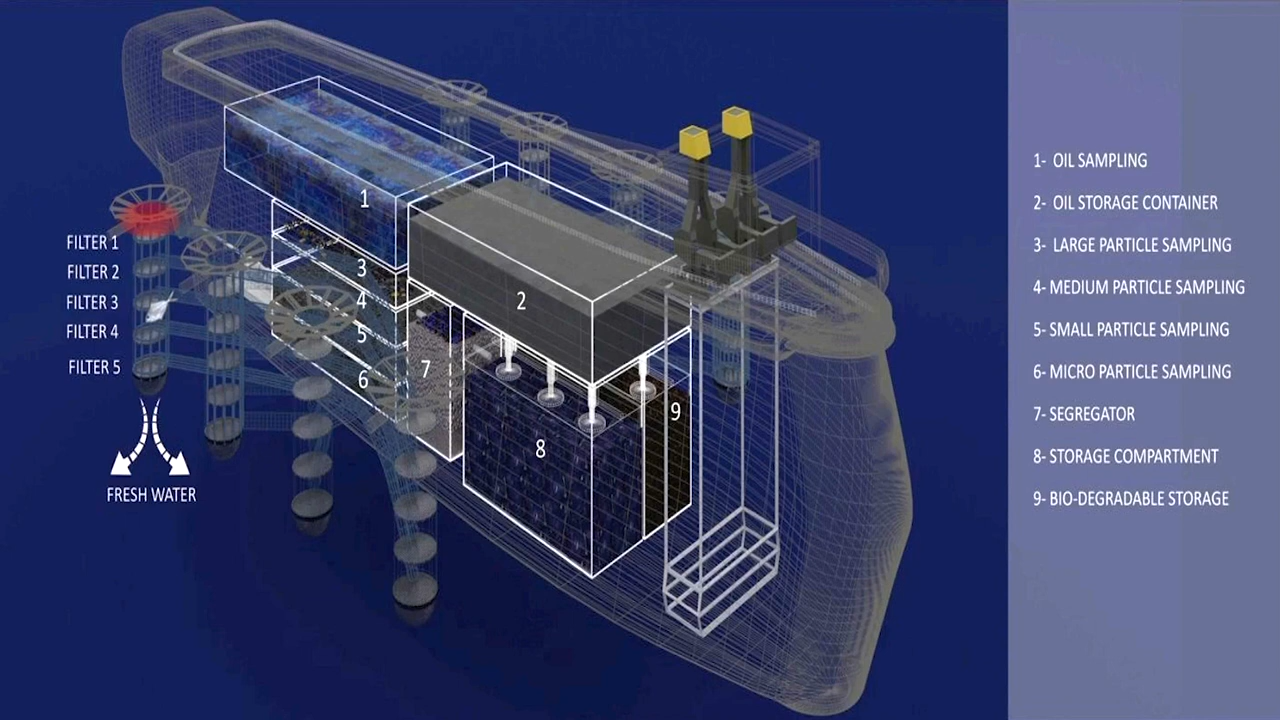 1
2
3
4
5
6
7
8
9
FILTER 1
FILTER 2
FILTER 3
FILTER 4
FILTER 5
FRESH WATER
1- OIL SAMPLING
2- OIL STORAGE CONTAINER
3- LARGE PARTICLE SAMPLING
4- MEDIUM PARTICLE SAMPLING
5- SMALL PARTICLE SAMPLING
6- MICRO PARTICLE SAMPLING
7- SEGREGATOR
8- STORAGE COMPARTMENT
9- BIO-DEGRADABLE STORAGE